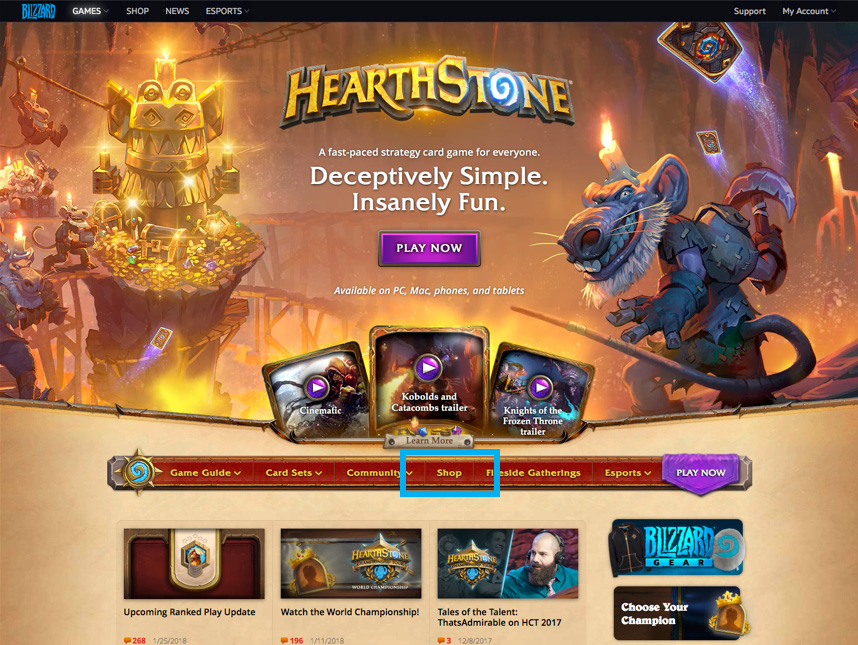 BLIZZARD GAMES SHOP NEWS ESPORTS Support My Account
HEARTHSTONE
A fast-paced strategy card game for everyone.
Deceptively Simple.
Insanely Fun.
PLAY NOW
Available on PC, Mac, phones, and tablets
Cinematic
Kobolds and
Catacombs trailer
Knights of the
Frozen Throne
trailer
Learn More
Game Guide Card Sets Community Shop Fireside Gatherings Esports PLAY NOW
HEARTHSTONE
WORLD CHAMPIONSHIP
HEARTHSTONE
BLIZZARD
GEAR
Upcoming Ranked Play Update
268 1/25/2018
Watch the World Championship!
196 1/11/2018
Tales of the Talent:
ThatsAdmirable on HCT 2017
3 12/8/2017
Choose Your
Champion